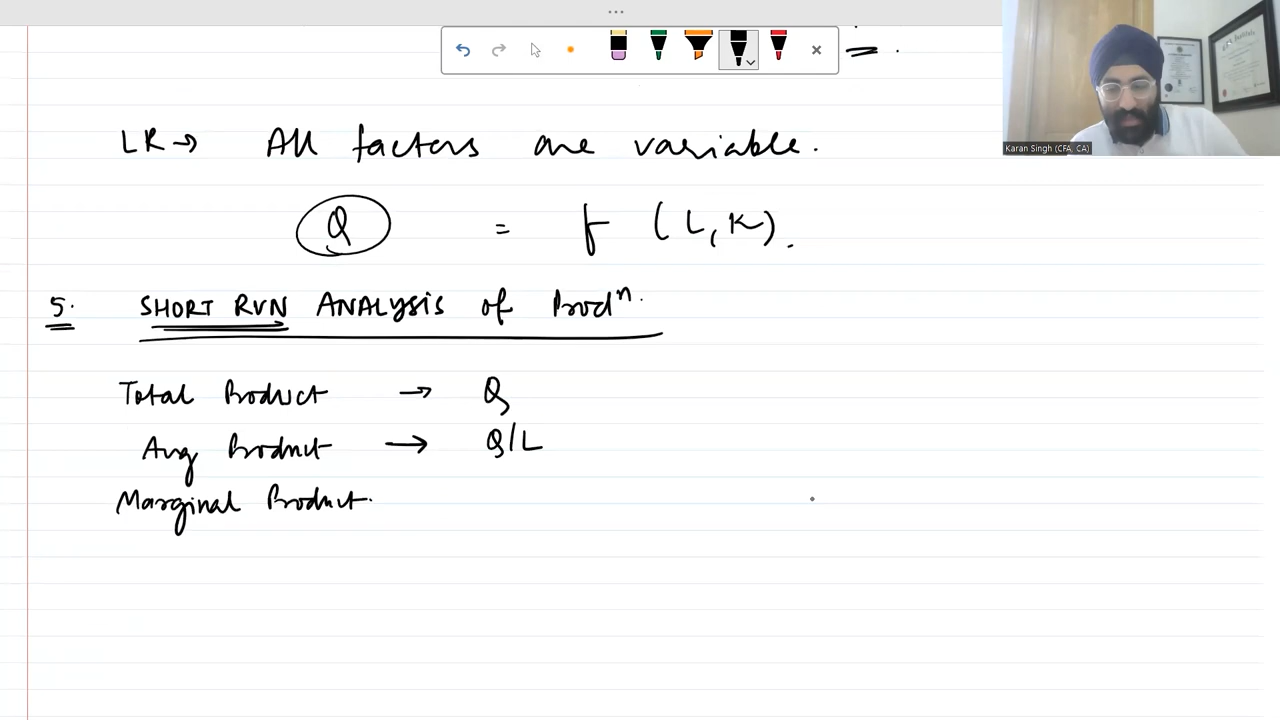 LR → All factors are variable.
Q = f (L, K).
5. SHORT RUN ANALYSIS of Prodⁿ.
Total Product → Q
Avg Product → Q/L
Marginal Product.
Karan Singh (CFA, CA)